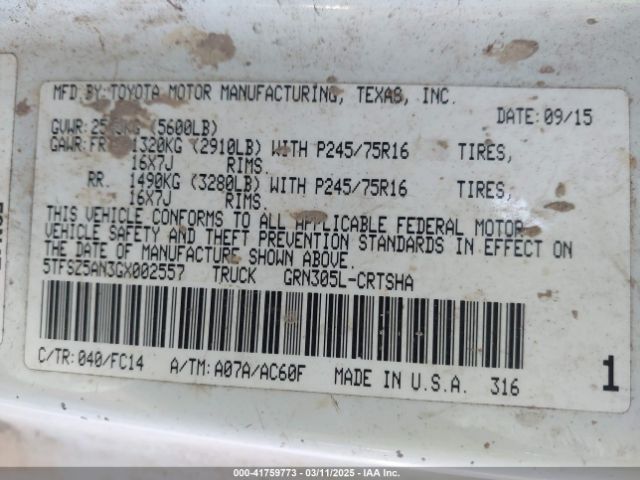 MFD.BY:TOYOTA MOTOR MANUFACTURING, TEXAS, INC.
DATE:09/15
GVWR: (5600LB)
GAWR:FR 1320KG (2910LB) WITH P245/75R16 TIRES,
16X7J RIMS.
RR. 1490KG (3280LB) WITH P245/75R16 TIRES,
16X7J RIMS.
THIS VEHICLE CONFORMS TO ALL APPLICABLE FEDERAL MOTOR
VEHICLE SAFETY AND THEFT PREVENTION STANDARDS IN EFFECT ON
THE DATE OF MANUFACTURE SHOWN ABOVE.
5TFSZ5AN3GX002557 TRUCK GRN305L-CRTSHA
C/TR:040/FC14 A/TM:A07A/AC60F MADE IN U.S.A. 316
1
000-41759773 - 03/11/2025 - IAA Inc.